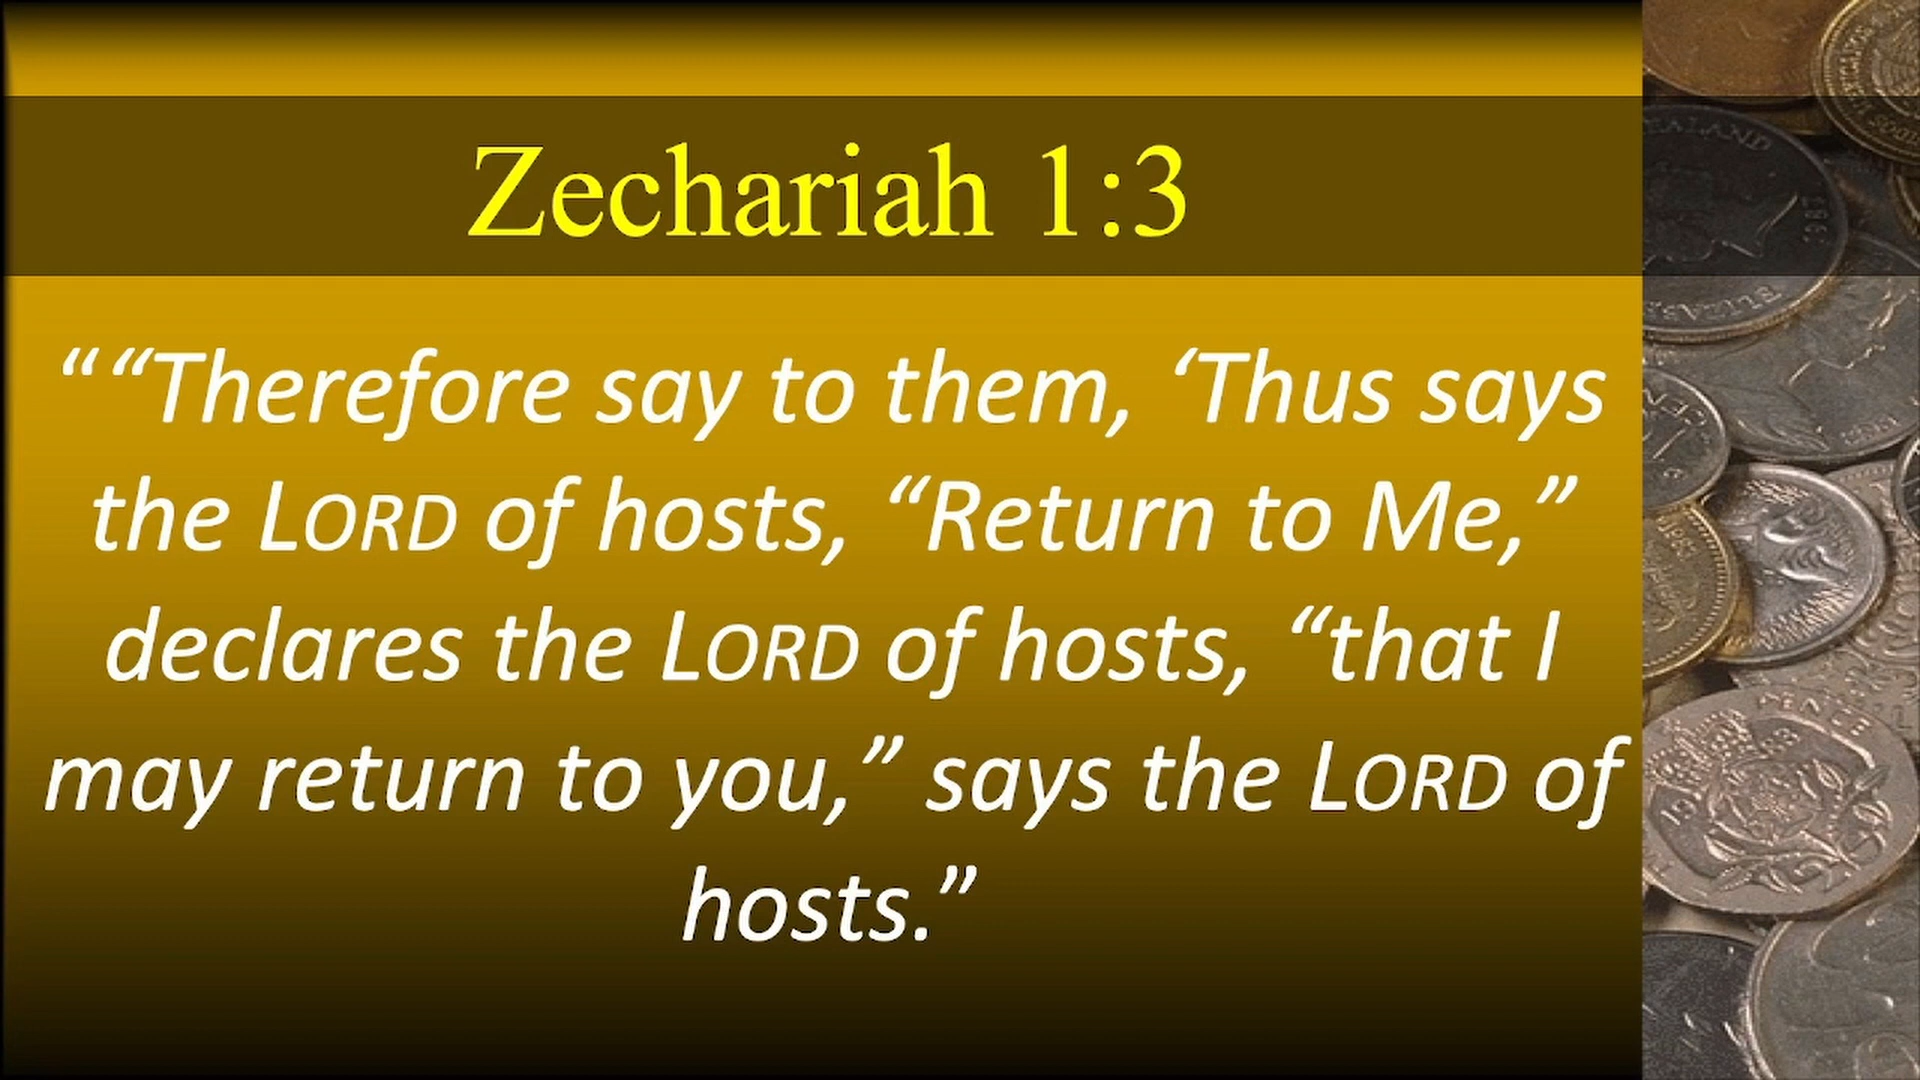 Zechariah 1:3
““Therefore say to them, ‘Thus says
the LORD of hosts, “Return to Me,”
declares the LORD of hosts, “that I
may return to you,” says the LORD of
hosts.”